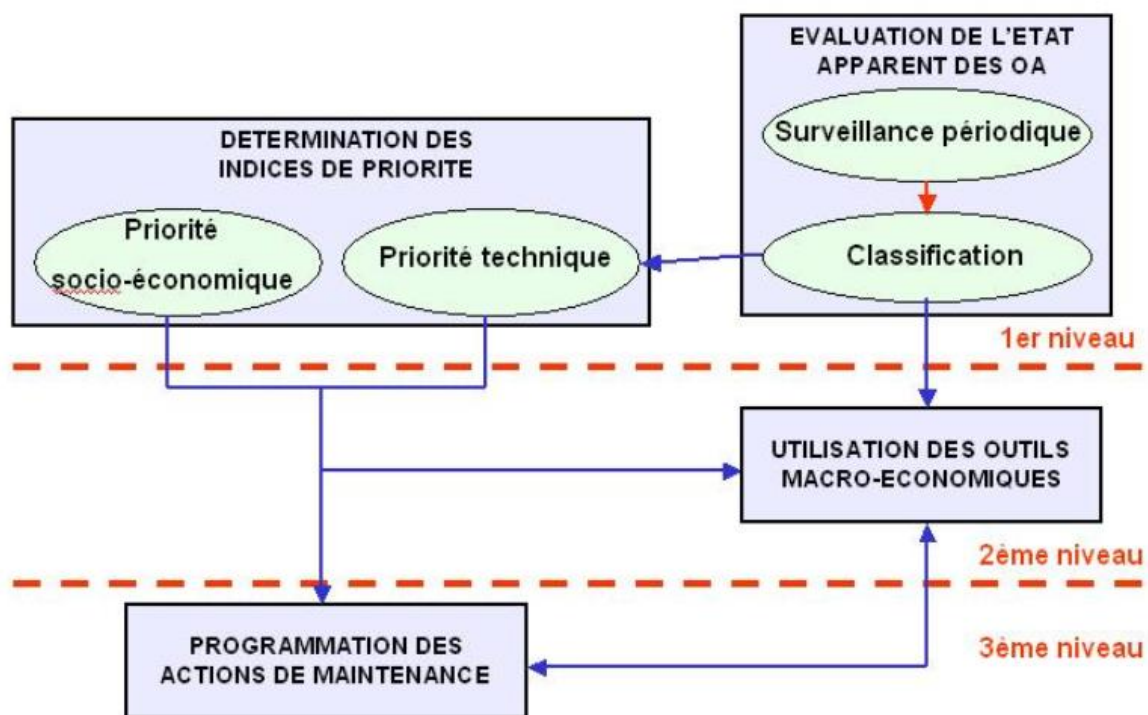 EVALUATION DE L'ETAT
APPARENT DES OA
Surveillance périodique
Classification
DETERMINATION DES
INDICES DE PRIORITE
Priorité
socio-économique
Priorité technique
1er niveau
UTILISATION DES OUTILS
MACRO-ECONOMIQUES
2ème niveau
PROGRAMMATION DES
ACTIONS DE MAINTENANCE
3ème niveau